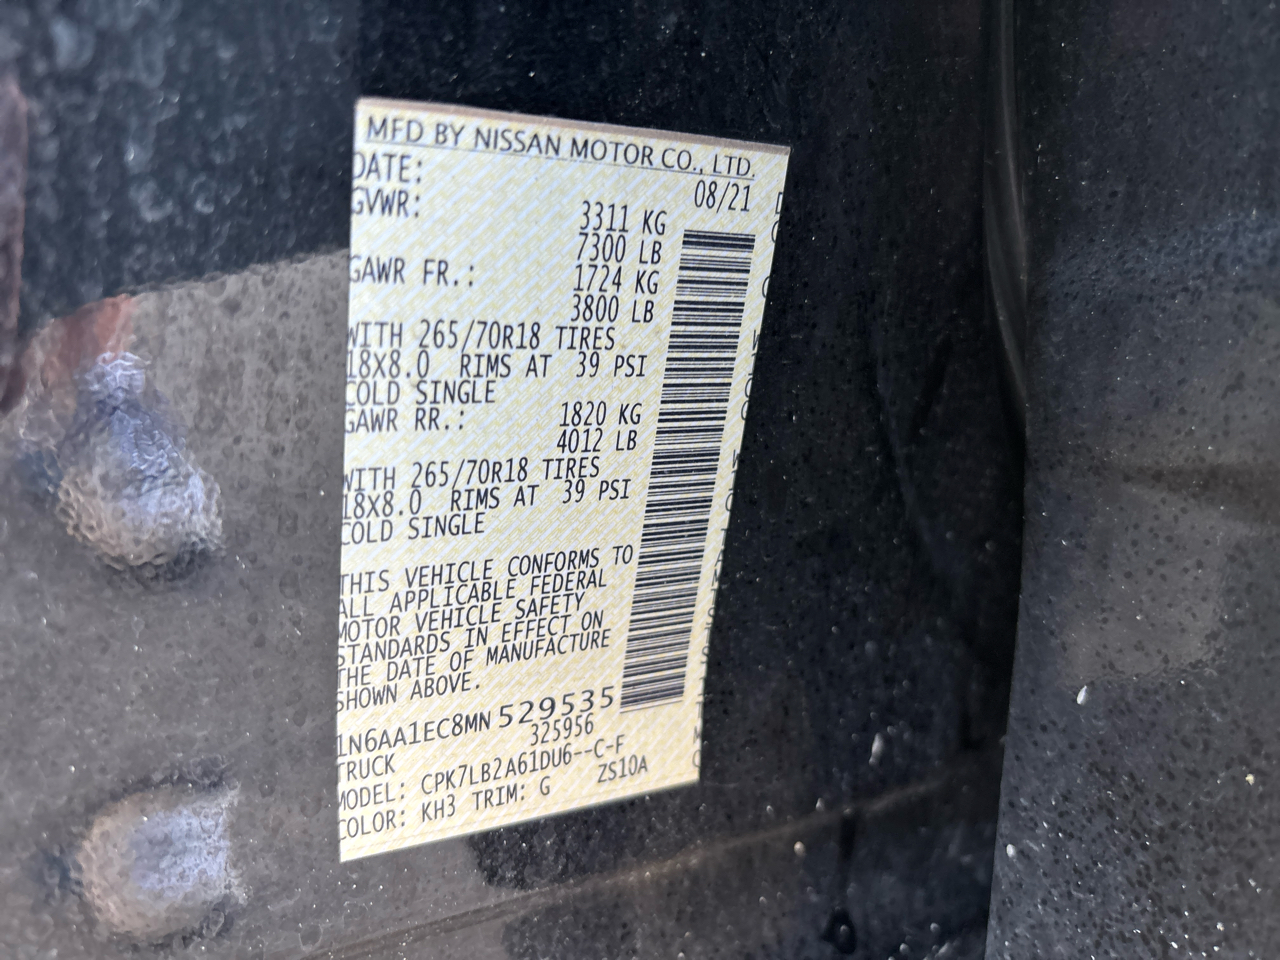 MFD BY NISSAN MOTOR CO., LTD.
DATE: 08/21
GVWR: 3311 KG
7300 LB
GAWR FR.: 1724 KG
3800 LB
WITH 265/70R18 TIRES
18X8.0 RIMS AT 39 PSI
COLD SINGLE
GAWR RR.: 1820 KG
4012 LB
WITH 265/70R18 TIRES
18X8.0 RIMS AT 39 PSI
COLD SINGLE
THIS VEHICLE CONFORMS TO
ALL APPLICABLE FEDERAL
MOTOR VEHICLE SAFETY
STANDARDS IN EFFECT ON
THE DATE OF MANUFACTURE
SHOWN ABOVE.
1N6AA1EC8MN 529535
TRUCK 325956
MODEL: CPK7LB2A61DU6--C-F
COLOR: KH3 TRIM: G ZS10A